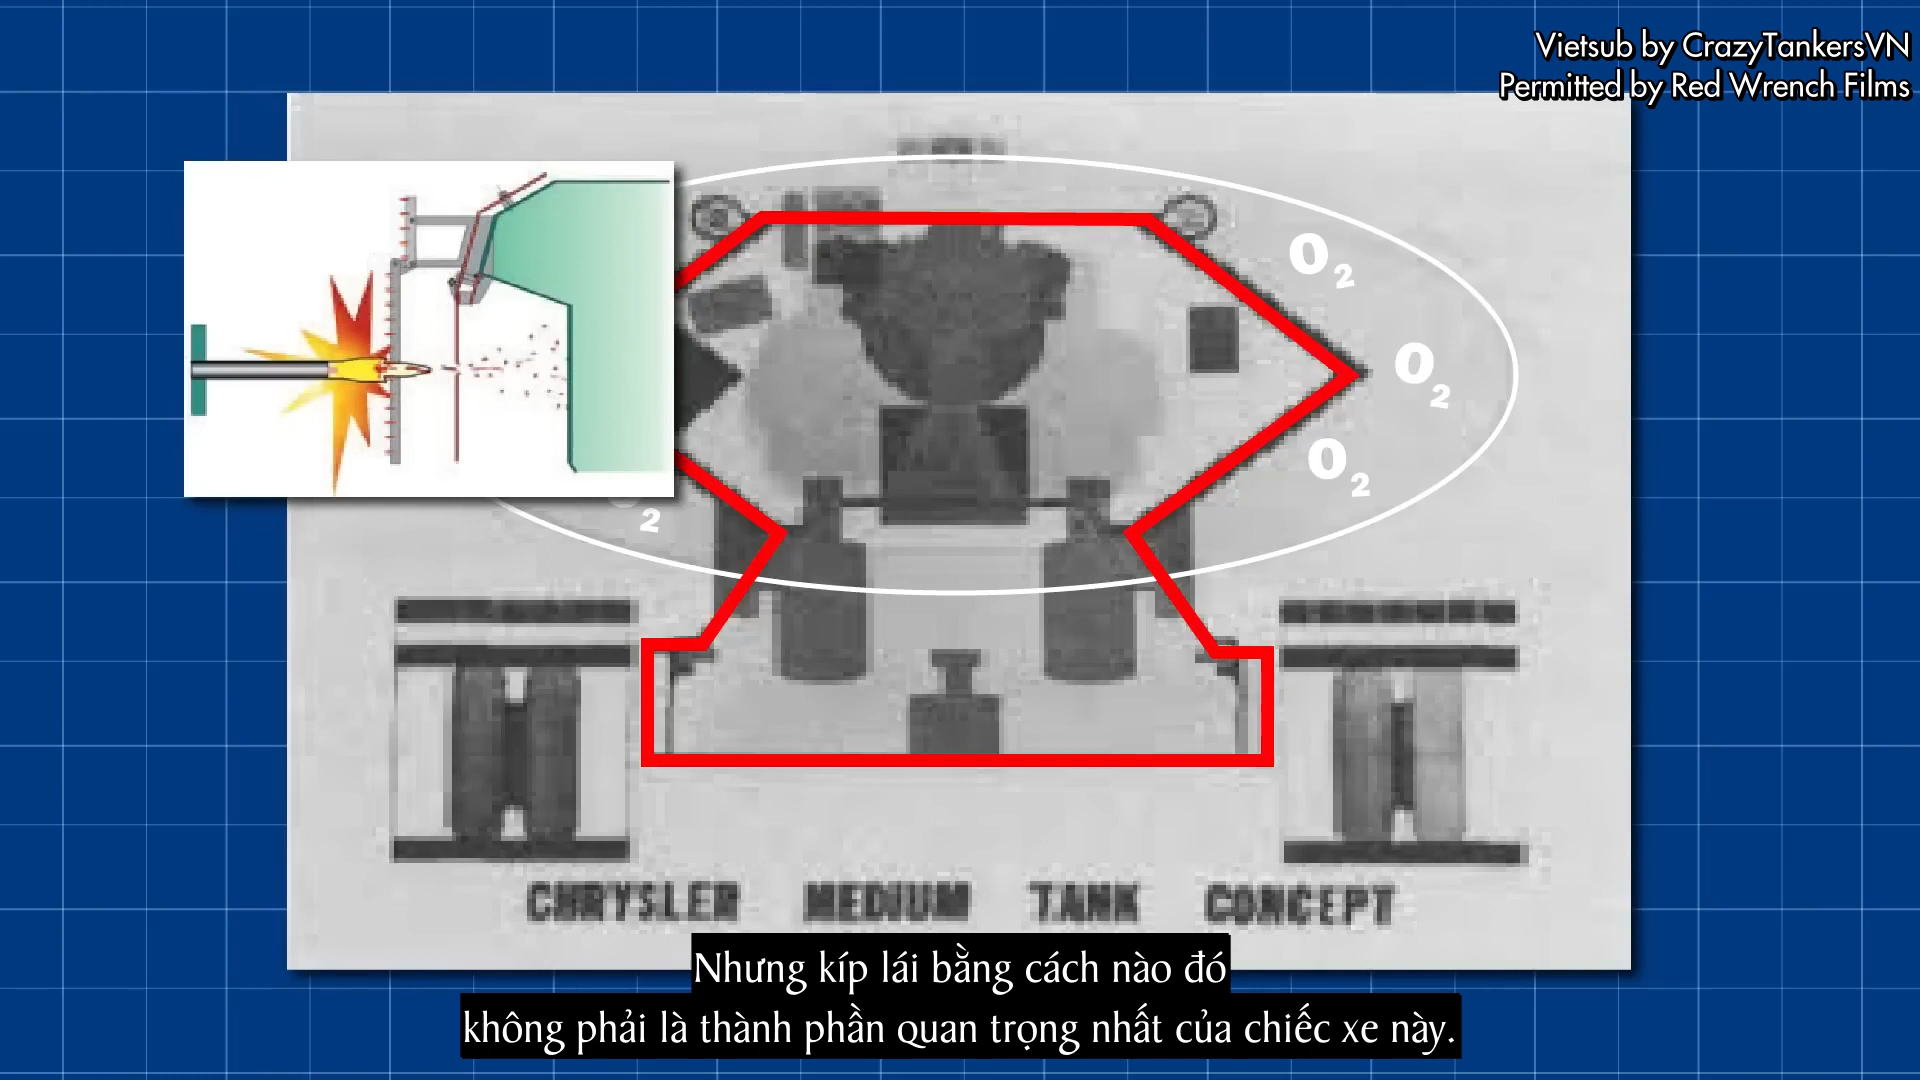 Vietsub by CrazyTankersVN
Permitted by Red Wrench Films
O₂
O₂
O₂
2
CHRYSLER MEDIUM TANK CONCEPT
Nhưng kíp lái bằng cách nào đó
không phải là thành phần quan trọng nhất của chiếc xe này.